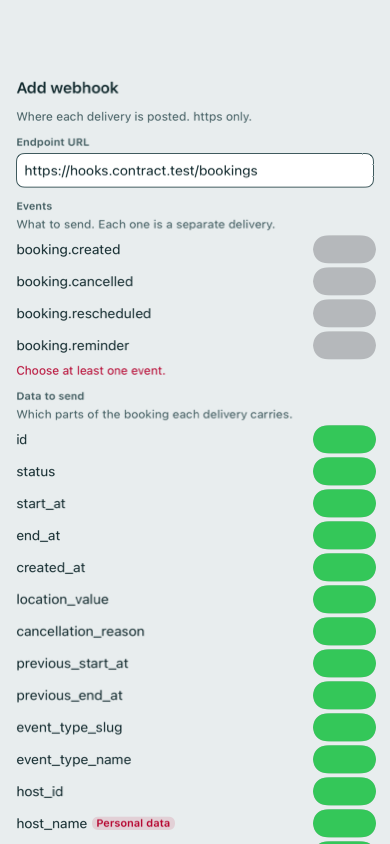 Add webhook
Where each delivery is posted. https only.
Endpoint URL
https://hooks.contract.test/bookings
Events
What to send. Each one is a separate delivery.
booking.created
booking.cancelled
booking.rescheduled
booking.reminder
Choose at least one event.
Data to send
Which parts of the booking each delivery carries.
id
status
start_at
end_at
created_at
location_value
cancellation_reason
previous_start_at
previous_end_at
event_type_slug
event_type_name
host_id
host_name Personal data